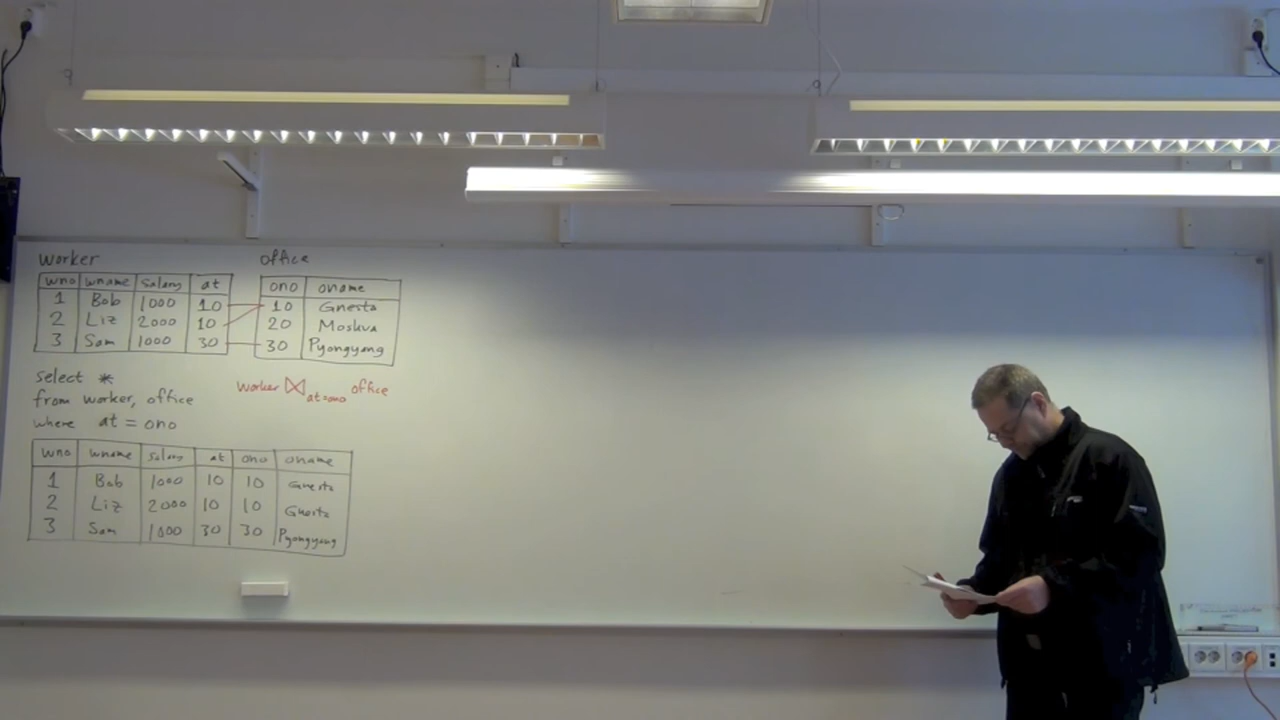 worker
wno wname salary at
1 Bob 1000 10
2 Liz 2000 10
3 Sam 1000 30
office
ono oname
10 Gnesta
20 Moskva
30 Pyongyang
select *
from worker, office
where at = ono
worker ⋈ at=ono office
wno wname salary at ono oname
1 Bob 1000 10 10 Gnesta
2 Liz 2000 10 10 Gnesta
3 Sam 1000 30 30 Pyongyang